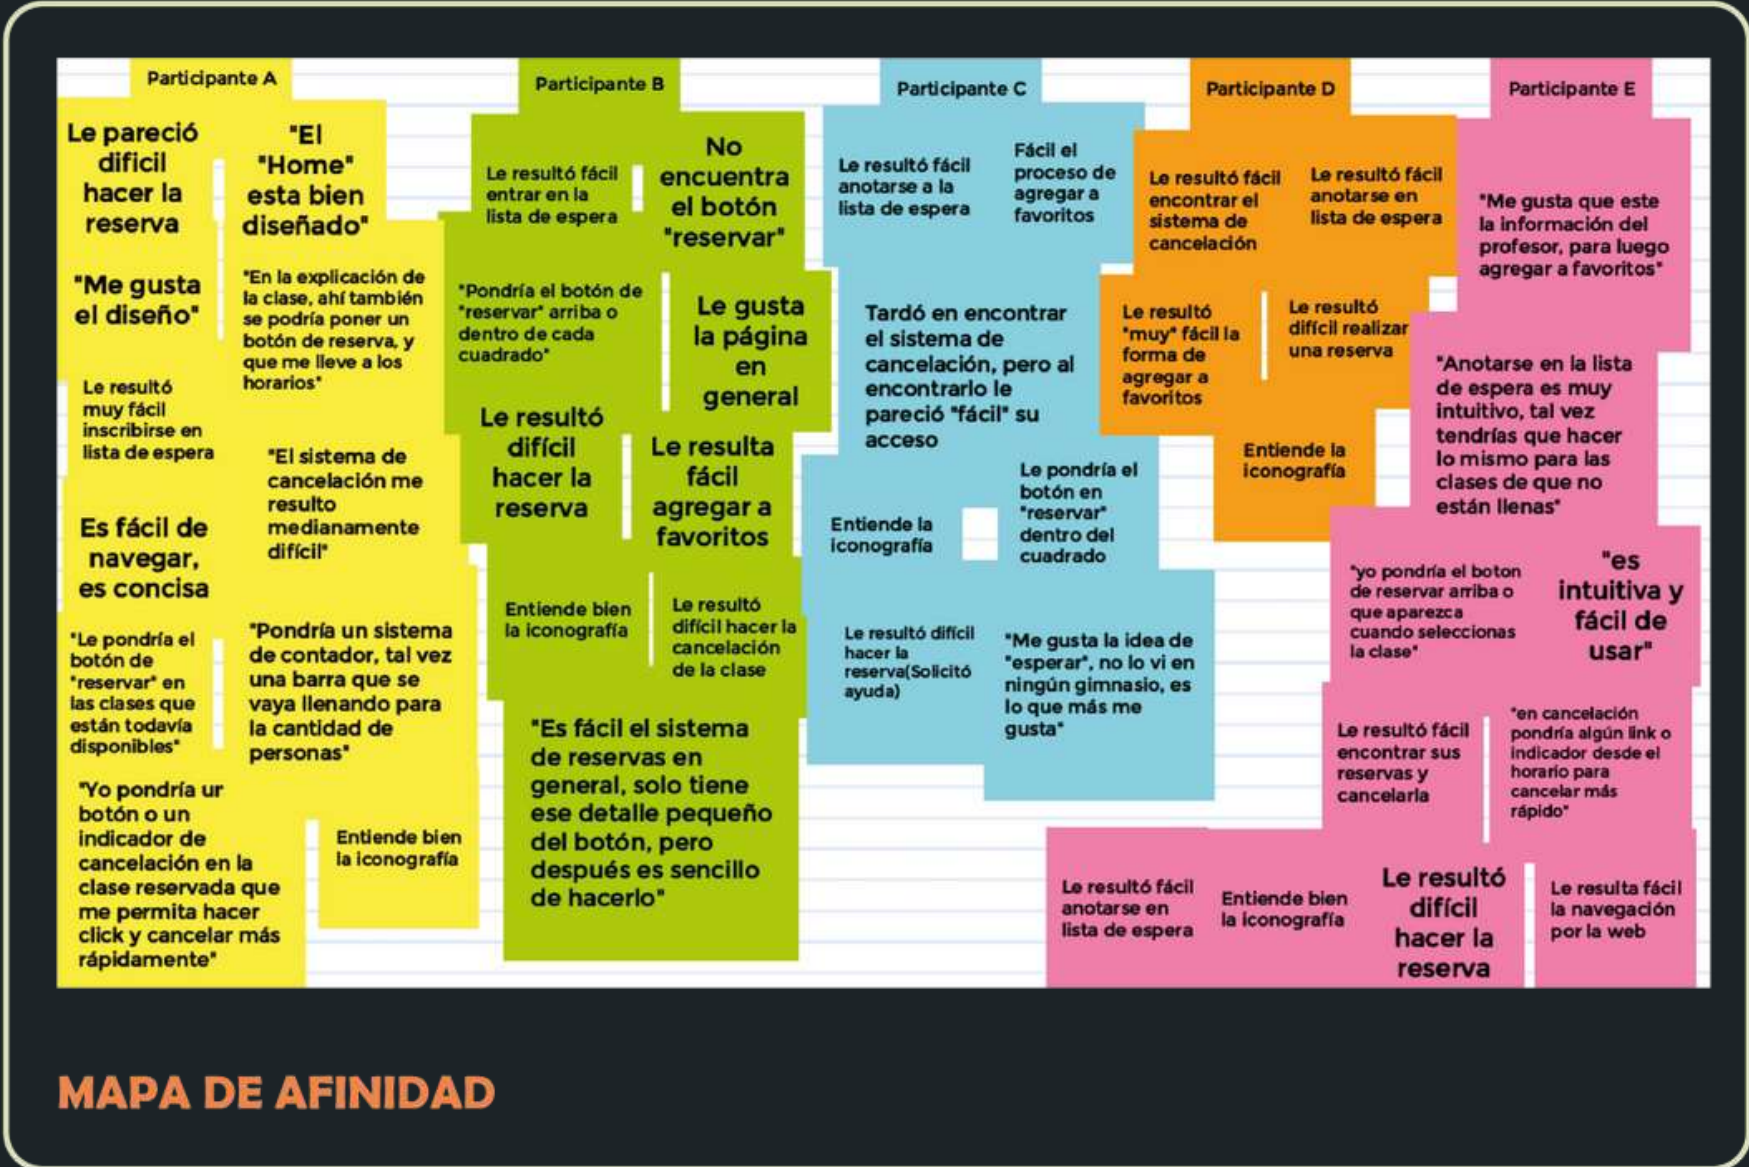 Participante A
Le pareció
dificil
hacer la
reserva
"El
"Home"
esta bien
diseñado"
"Me gusta
el diseño"
"En la explicación de
la clase, ahí también
se podría poner un
botón de reserva, y
que me lleve a los
horarios"
Le resultó
muy fácil
inscribirse en
lista de espera
"El sistema de
cancelación me
resulto
medianamente
difícil"
Es fácil de
navegar,
es concisa
"Le pondría el
botón de
"reservar" en
las clases que
están todavía
disponibles"
"Pondría un sistema
de contador, tal vez
una barra que se
vaya llenando para
la cantidad de
personas"
"Yo pondría ur
botón o un
indicador de
cancelación en la
clase reservada que
me permita hacer
click y cancelar más
rápidamente"
Entiende bien
la iconografía
Participante B
Le resultó fácil
entrar en la
lista de espera
No
encuentra
el botón
"reservar"
"Pondría el botón de
"reservar" arriba o
dentro de cada
cuadrado"
Le gusta
la página
en
general
Le resultó
difícil
hacer la
reserva
Le resulta
fácil
agregar a
favoritos
Entiende bien
la iconografía
Le resultó
difícil hacer la
cancelación
de la clase
"Es fácil el sistema
de reservas en
general, solo tiene
ese detalle pequeño
del botón, pero
después es sencillo
de hacerlo"
Participante C
Le resultó fácil
anotarse a la
lista de espera
Fácil el
proceso de
agregar a
favoritos
Tardó en encontrar
el sistema de
cancelación, pero al
encontrarlo le
pareció "fácil" su
acceso
Entiende la
iconografía
Le pondría el
botón en
"reservar"
dentro del
cuadrado
Le resultó difícil
hacer la
reserva(Solicitó
ayuda)
"Me gusta la idea de
"esperar", no lo vi en
ningún gimnasio, es
lo que más me
gusta"
Participante D
Le resultó fácil
encontrar el
sistema de
cancelación
Le resultó fácil
anotarse en
lista de espera
Le resultó
"muy" fácil la
forma de
agregar a
favoritos
Le resultó
difícil realizar
una reserva
Entiende la
iconografía
Participante E
"Me gusta que este
la información del
profesor, para luego
agregar a favoritos"
"Anotarse en la lista
de espera es muy
intuitivo, tal vez
tendrías que hacer
lo mismo para las
clases de que no
están llenas"
"yo pondría el boton
de reservar arriba o
que aparezca
cuando seleccionas
la clase"
"es
intuitiva y
fácil de
usar"
Le resultó fácil
encontrar sus
reservas y
cancelarla
"en cancelación
pondría algún link o
indicador desde el
horario para
cancelar más
rápido"
Le resultó fácil
anotarse en
lista de espera
Entiende bien
la iconografía
Le resultó
difícil
hacer la
reserva
Le resulta fácil
la navegación
por la web
MAPA DE AFINIDAD